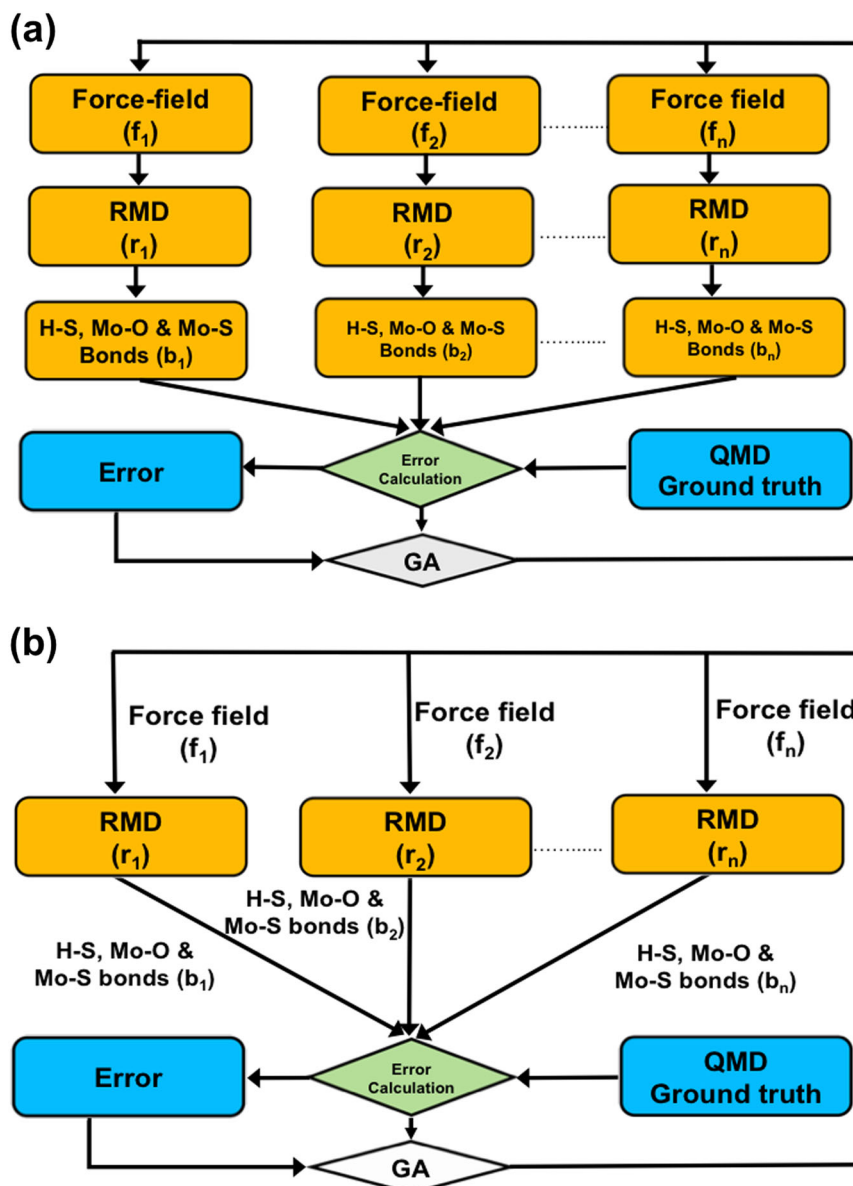 (a)
Force-field
(f₁)
Force-field
(f₂)
Force field
(fₙ)
RMD
(r₁)
RMD
(r₂)
RMD
(rₙ)
H-S, Mo-O & Mo-S
Bonds (b₁)
H-S, Mo-O & Mo-S
Bonds (b₂)
H-S, Mo-O & Mo-S
Bonds (bₙ)
Error
Error
Calculation
QMD
Ground truth
GA
(b)
Force field
(f₁)
Force field
(f₂)
Force field
(fₙ)
RMD
(r₁)
RMD
(r₂)
RMD
(rₙ)
H-S, Mo-O &
Mo-S bonds (b₁)
H-S, Mo-O &
Mo-S bonds (b₂)
H-S, Mo-O &
Mo-S bonds (bₙ)
Error
Error
Calculation
QMD
Ground truth
GA